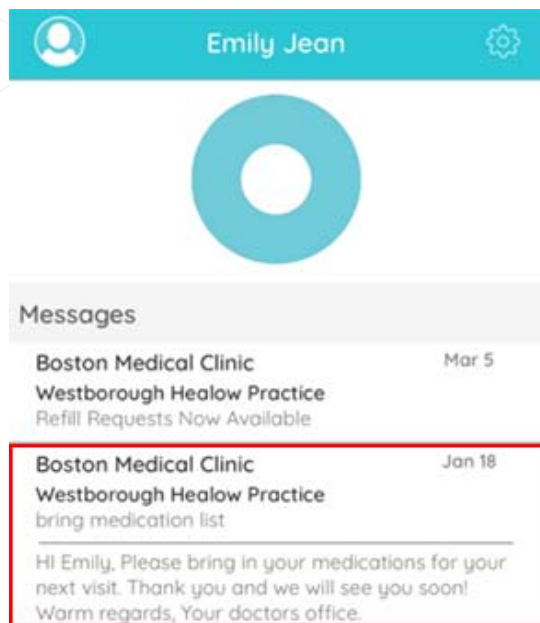 Emily Jean
Messages
Boston Medical Clinic Mar 5
Westborough Healow Practice
Refill Requests Now Available
Boston Medical Clinic Jan 18
Westborough Healow Practice
bring medication list
HI Emily, Please bring in your medications for your
next visit. Thank you and we will see you soon!
Warm regards, Your doctors office.